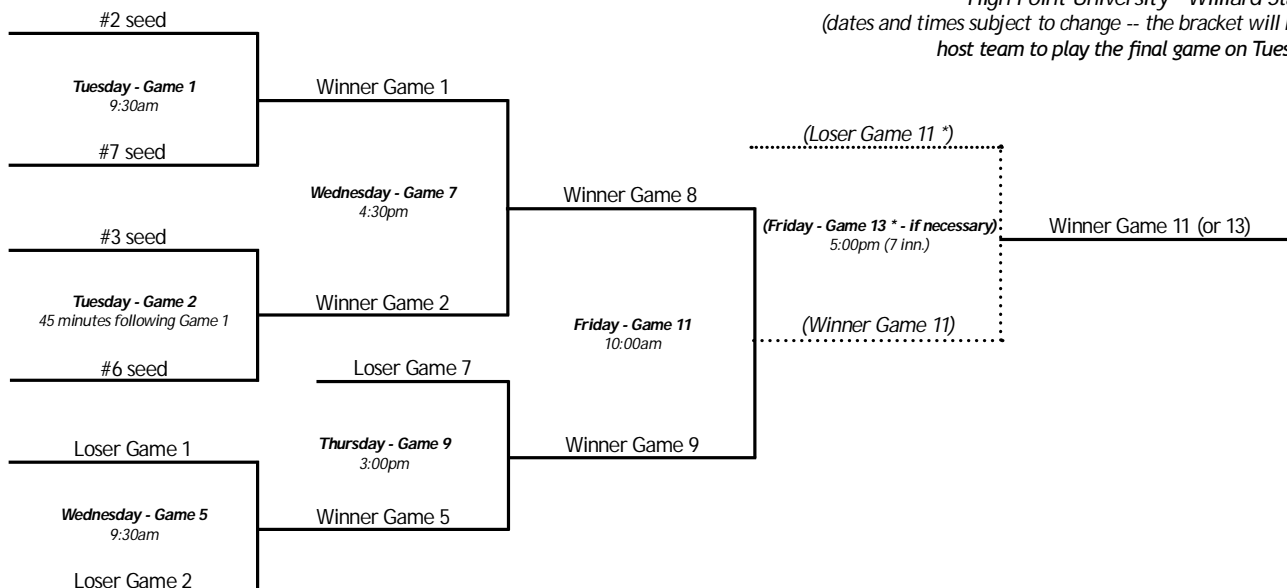 High Point University - Williard
(dates and times subject to change -- the bracket will
host team to play the final game on
#2 seed
Tuesday - Game 1
9:30am
#7 seed
Winner Game 1
Wednesday - Game 7
4:30pm
#3 seed
Tuesday - Game 2
45 minutes following Game 1
#6 seed
Winner Game 2
Winner Game 8
Friday - Game 11
10:00am
Loser Game 7
Thursday - Game 9
3:00pm
Winner Game 9
Loser Game 1
Wednesday - Game 5
9:30am
Loser Game 2
Winner Game 5
(Loser Game 11 *)
(Friday - Game 13 * - if necessary)
5:00pm (7 inn.)
(Winner Game 11)
Winner Game 11 (or 13)